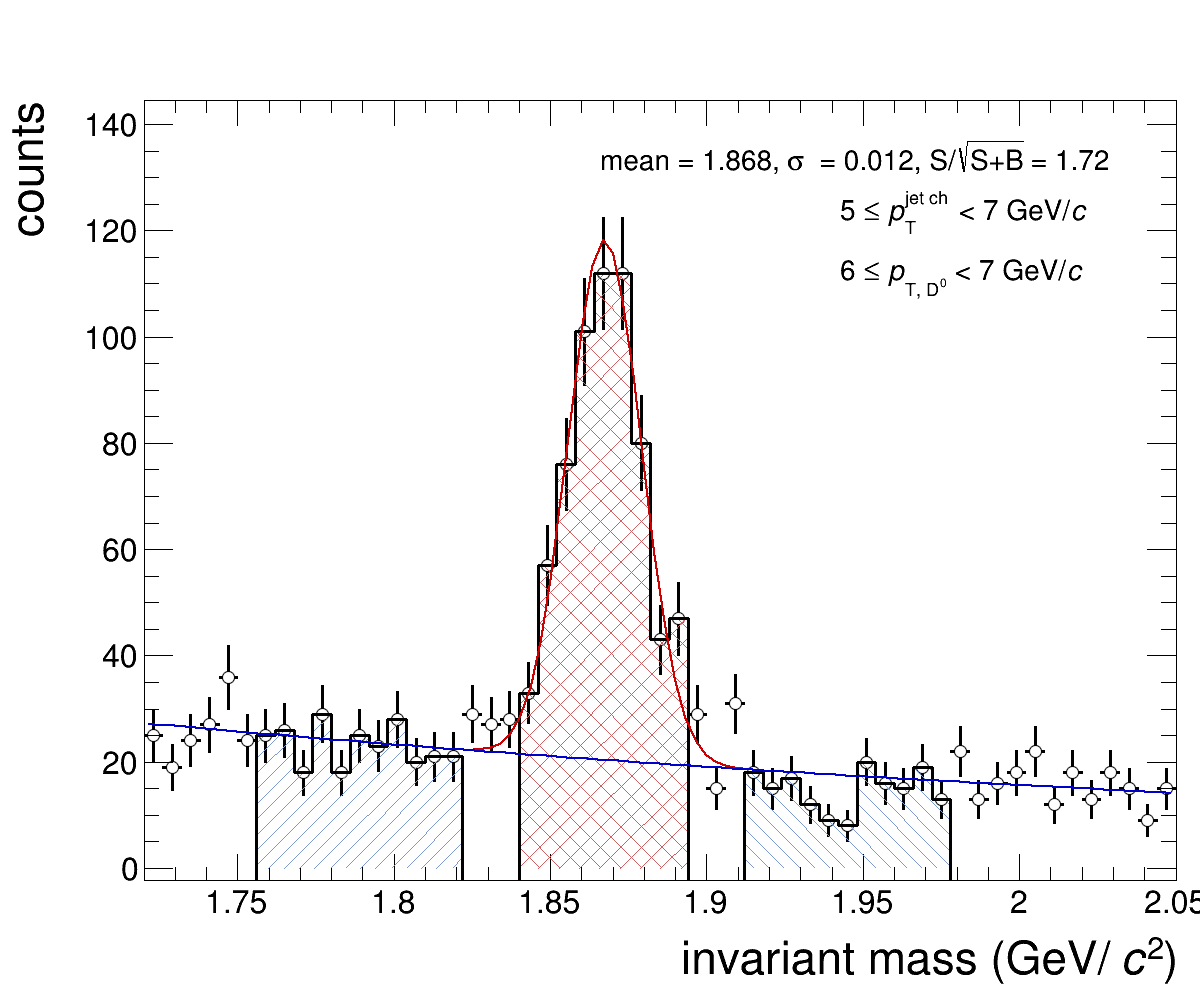 counts
140
120
100
80
60
40
20
0
mean = 1.868, σ = 0.012, S/√S+B = 1.72
5 ≤ p_T^jet ch < 7 GeV/c
6 ≤ p_T, D^0 < 7 GeV/c
1.75 1.8 1.85 1.9 1.95 2 2.05
invariant mass (GeV/ c²)